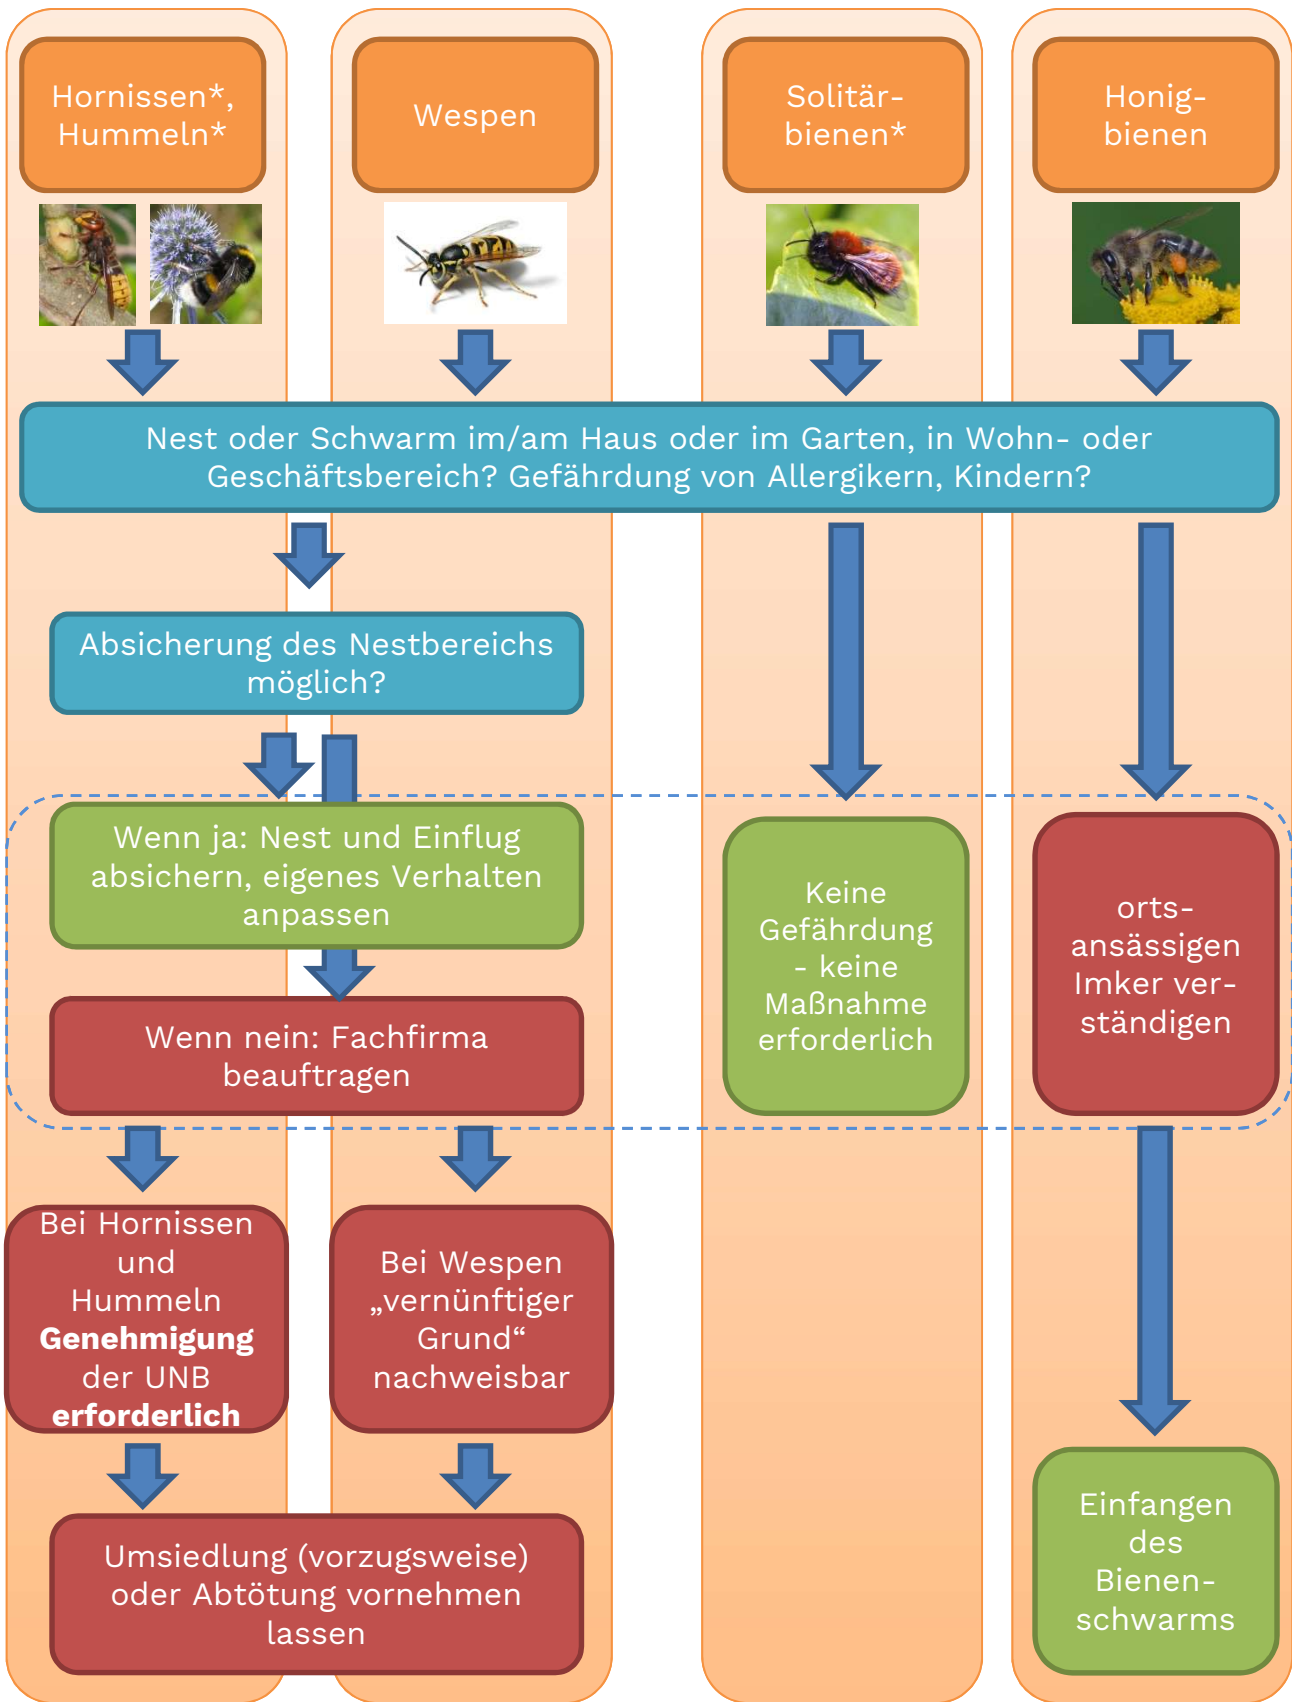 Hornissen*,
Hummeln*
Wespen
Solitär-
bienen*
Honig-
bienen
Nest oder Schwarm im/am Haus oder im Garten, in Wohn- oder
Geschäftsbereich? Gefährdung von Allergikern, Kindern?
Absicherung des Nestbereichs
möglich?
Wenn ja: Nest und Einflug
absichern, eigenes Verhalten
anpassen
Wenn nein: Fachfirma
beauftragen
Keine
Gefährdung
- keine
Maßnahme
erforderlich
orts-
ansässigen
Imker ver-
ständigen
Bei Hornissen
und
Hummeln
Genehmigung
der UNB
erforderlich
Bei Wespen
„vernünftiger
Grund“
nachweisbar
Umsiedlung (vorzugsweise)
oder Abtötung vornehmen
lassen
Einfangen
des
Bienen-
schwarms